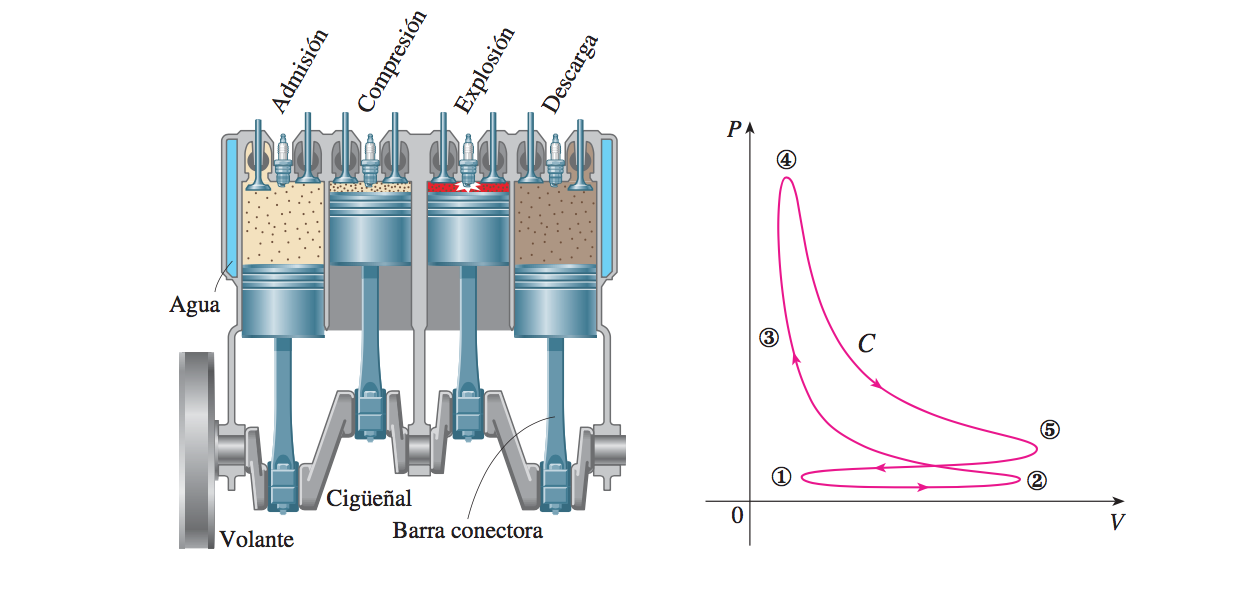 Admisión
Compresión
Explosión
Descarga
Agua
Cigüeñal
Volante
Barra conectora
P
④
③
C
⑤
①
②
0
V